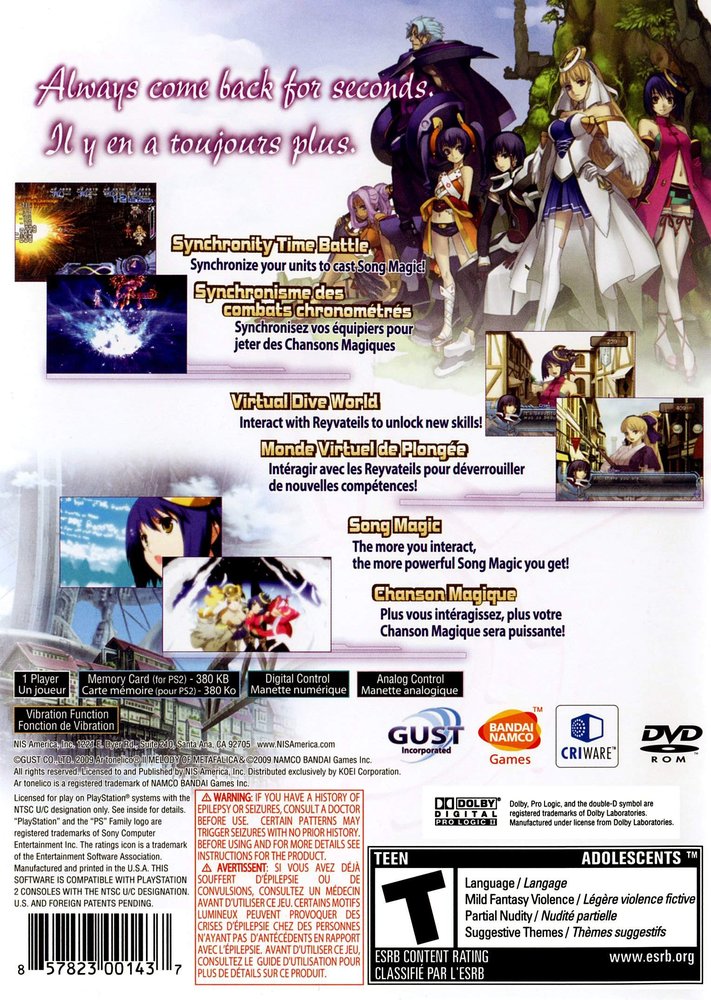 Always come back for seconds.
Il y en a toujours plus.
Synchronity Time Battle
Synchronize your units to cast Song Magic!
Synchronisme des
combats chronométrés
Synchronisez vos équipiers pour
jeter des Chansons Magiques
Virtual Dive World
Interact with Reyvateils to unlock new skills!
Monde Virtuel de Plongée
Intéragir avec les Reyvateils pour déverrouiller
de nouvelles compétences!
Song Magic
The more you interact,
the more powerful Song Magic you get!
Chanson Magique
Plus vous intéragissez, plus votre
Chanson Magique sera puissante!
1 Player
Un joueur
Memory Card (for PS2) - 380 KB
Carte mémoire (pour PS2) - 380 Ko
Digital Control
Manette numérique
Analog Control
Manette analogique
Vibration Function
Fonction de Vibration
GUST
Incorporated
BANDAI
NAMCO
Games
TM
CRIWARE™
DVD
ROM
NIS America, Inc. 1221 E. Dyer Rd., Suite 210, Santa Ana, CA 92705 www.NISAmerica.com
©GUST CO., LTD. 2009 Ar tonelico® II MELODY OF METAFALICA& ©2009 NAMCO BANDAI Games Inc.
All rights reserved. Licensed to and Published by NIS America, Inc. Distributed exclusively by KOEI Corporation.
Ar tonelico is a registered trademark of NAMCO BANDAI Games Inc.
Licensed for play on PlayStation® systems with the
NTSC U/C designation only. See inside for details.
"PlayStation" and the "PS" Family logo are
registered trademarks of Sony Computer
Entertainment Inc. The ratings icon is a trademark
of the Entertainment Software Association.
Manufactured and printed in the U.S.A. THIS
SOFTWARE IS COMPATIBLE WITH PLAYSTATION
2 CONSOLES WITH THE NTSC U/C DESIGNATION.
U.S. AND FOREIGN PATENTS PENDING.
8 57823 00143 7
⚠ WARNING: IF YOU HAVE A HISTORY OF
EPILEPSY OR SEIZURES, CONSULT A DOCTOR
BEFORE USE. CERTAIN PATTERNS MAY
TRIGGER SEIZURES WITH NO PRIOR HISTORY.
BEFORE USING AND FOR MORE DETAILS SEE
INSTRUCTIONS FOR THE PRODUCT.
⚠ AVERTISSENT: SI VOUS AVEZ DÉJÀ
SOUFFERT D'ÉPILEPSIE OU DE
CONVULSIONS, CONSULTEZ UN MÉDECIN
AVANT D'UTILISER CE JEU. CERTAINS MOTIFS
LUMINEUX PEUVENT PROVOQUER DES
CRISES D'ÉPILEPSIE CHEZ DES PERSONNES
N'AYANT PAS D'ANTÉCÉDENTS EN RAPPORT
AVEC L'ÉPILEPSIE. AVANT D'UTILISER CE JEU,
CONSULTEZ LE GUIDE D'UTILISATION POUR
PLUS DE DÉTAILS SUR CE PRODUIT.
DOLBY
DIGITAL
PRO LOGIC II
Dolby, Pro Logic, and the double-D symbol are
registered trademarks of Dolby Laboratories.
Manufactured under license from Dolby Laboratories.
TEEN ADOLESCENTS ™
T
Language / Langage
Mild Fantasy Violence / Légère violence fictive
Partial Nudity / Nudité partielle
Suggestive Themes / Thèmes suggestifs
ESRB CONTENT RATING www.esrb.org
CLASSIFIÉ PAR L'ESRB